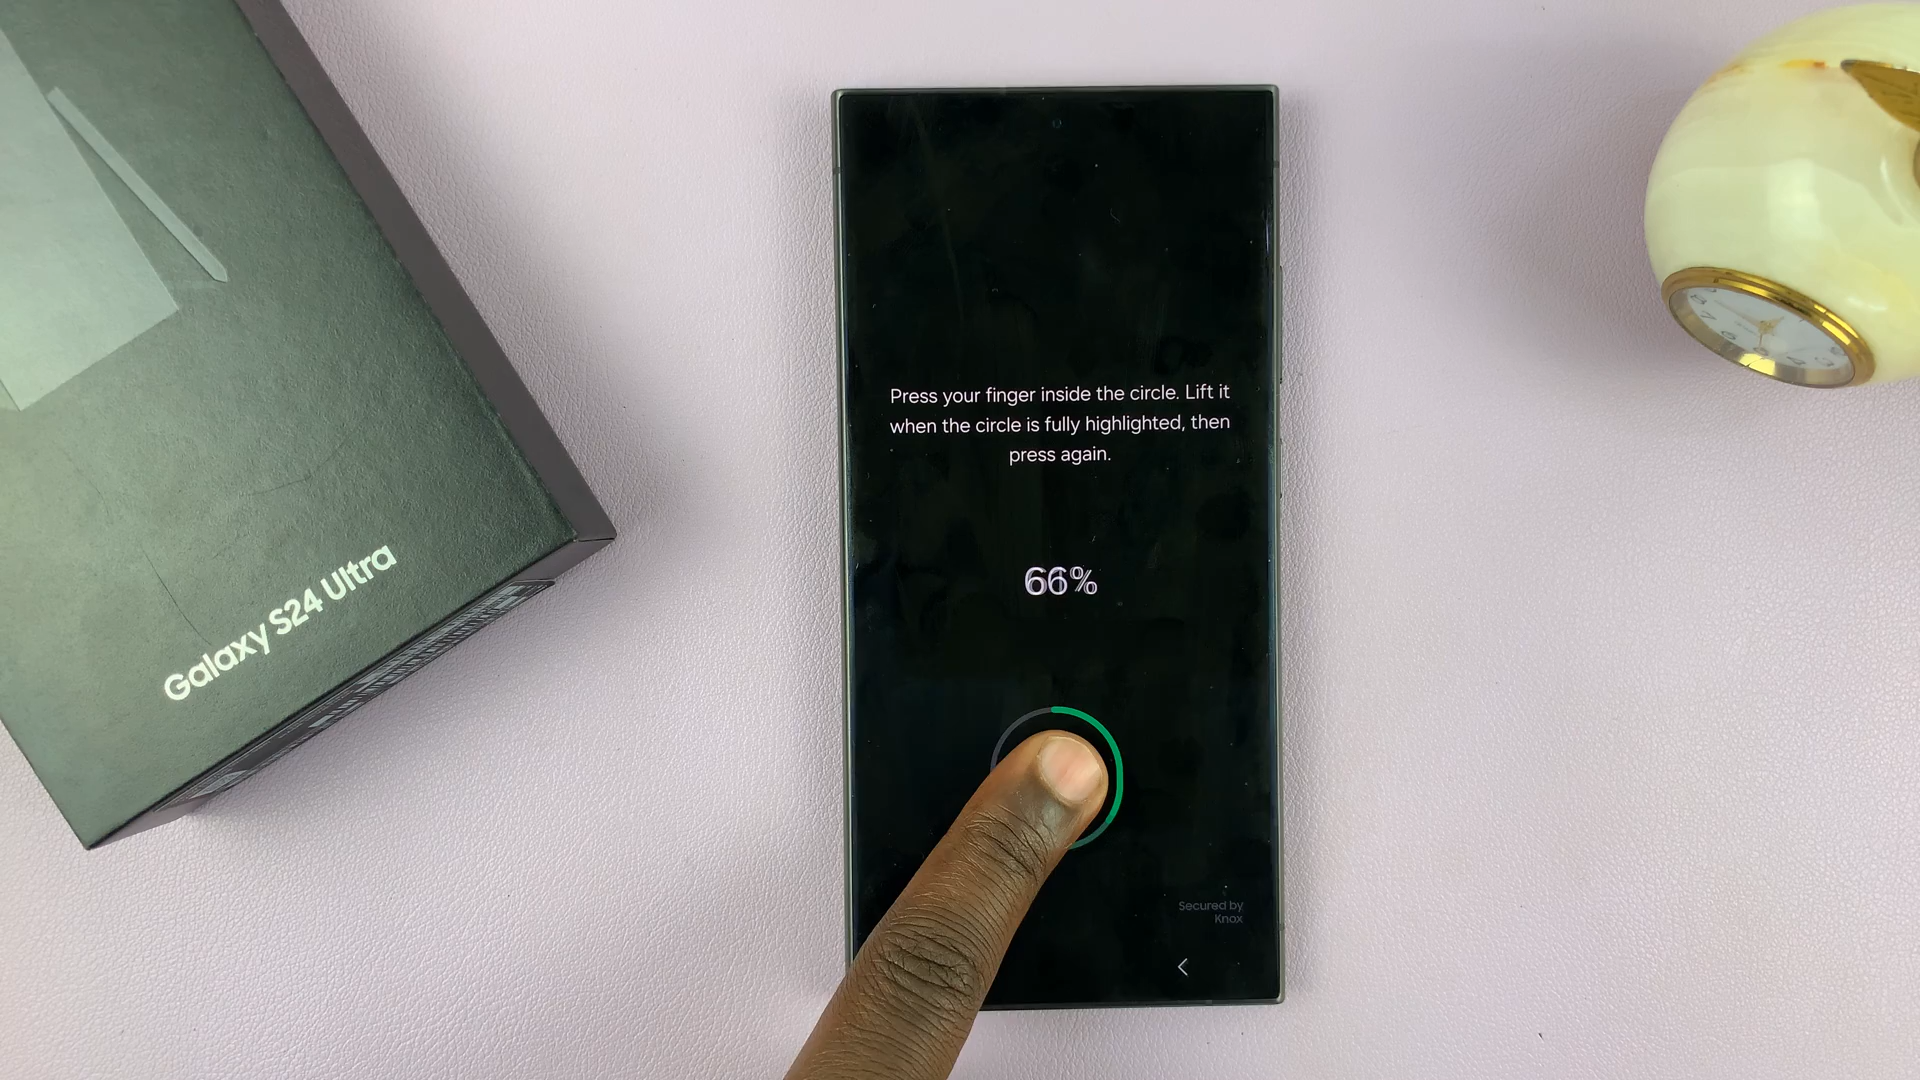 Galaxy S24 Ultra
Press your finger inside the circle. Lift it
when the circle is fully highlighted, then
press again.
66%
Secured by
Knox